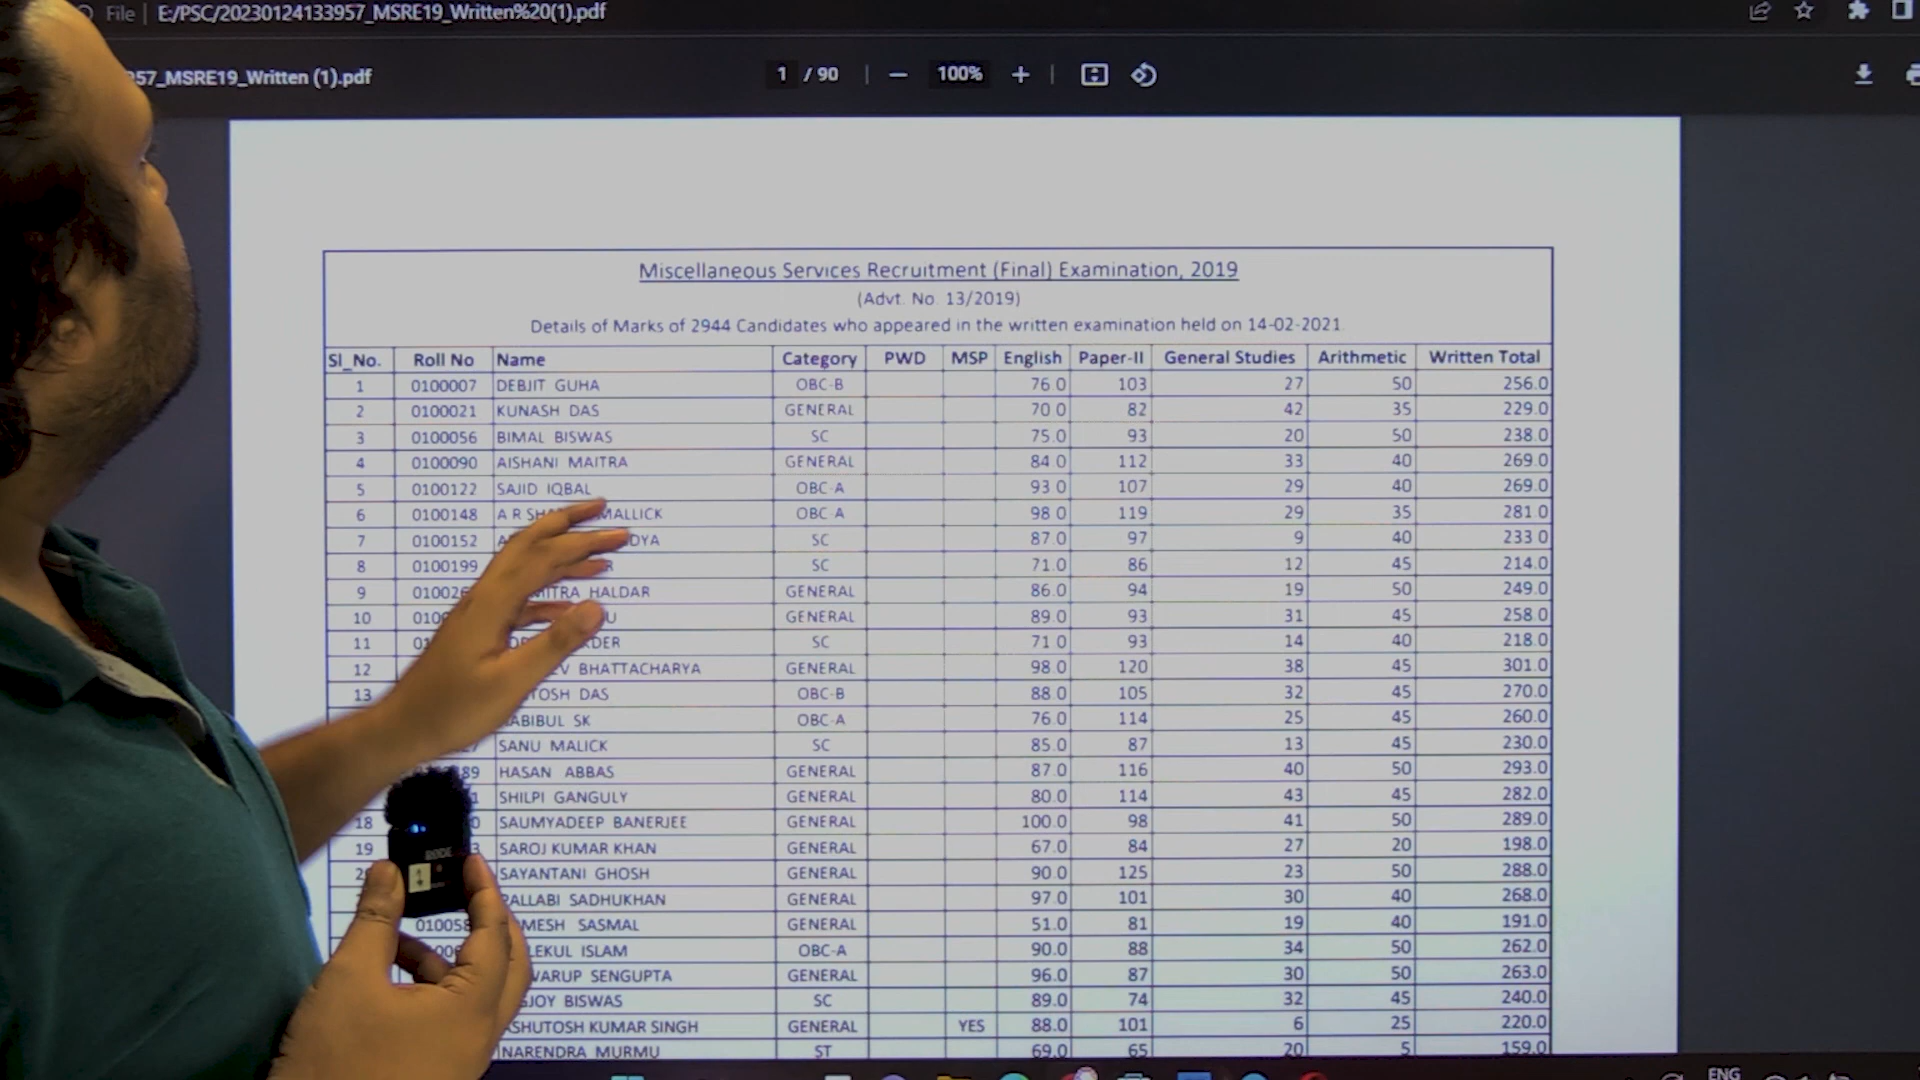 File | E:/PSC/20230124133957_MSRE19_Written%20(1).pdf
57_MSRE19_Written (1).pdf 1 / 90 | — 100% + |
Miscellaneous Services Recruitment (Final) Examination, 2019
(Advt. No. 13/2019)
Details of Marks of 2944 Candidates who appeared in the written examination held on 14-02-2021
Sl_No. Roll No Name Category PWD MSP English Paper-II General Studies Arithmetic Written Total
1 0100007 DEBJIT GUHA OBC-B 76.0 103 27 50 256.0
2 0100021 KUNASH DAS GENERAL 70.0 82 42 35 229.0
3 0100056 BIMAL BISWAS SC 75.0 93 20 50 238.0
4 0100090 AISHANI MAITRA GENERAL 84.0 112 33 40 269.0
5 0100122 SAJID IQBAL OBC-A 93.0 107 29 40 269.0
6 0100148 A R MALLICK OBC-A 98.0 119 29 35 281.0
7 0100152 SC 87.0 97 9 40 233.0
8 0100199 SC 71.0 86 12 45 214.0
9 HALDAR GENERAL 86.0 94 19 50 249.0
10 GENERAL 89.0 93 31 45 258.0
11 SC 71.0 93 14 40 218.0
12 BHATTACHARYA GENERAL 98.0 120 38 45 301.0
13 DAS OBC-B 88.0 105 32 45 270.0
SK OBC-A 76.0 114 25 45 260.0
SANU MALICK SC 85.0 87 13 45 230.0
89 HASAN ABBAS GENERAL 87.0 116 40 50 293.0
1 SHILPI GANGULY GENERAL 80.0 114 43 45 282.0
18 0 SAUMYADEEP BANERJEE GENERAL 100.0 98 41 50 289.0
19 3 SAROJ KUMAR KHAN GENERAL 67.0 84 27 20 198.0
SAYANTANI GHOSH GENERAL 90.0 125 23 50 288.0
PALLABI SADHUKHAN GENERAL 97.0 101 30 40 268.0
SASMAL GENERAL 51.0 81 19 40 191.0
ISLAM OBC-A 90.0 88 34 50 262.0
SENGUPTA GENERAL 96.0 87 30 50 263.0
BISWAS SC 89.0 74 32 45 240.0
ASHUTOSH KUMAR SINGH GENERAL YES 88.0 101 6 25 220.0
NARENDRA MURMU ST 69.0 65 20 5 159.0
RODE
ENG